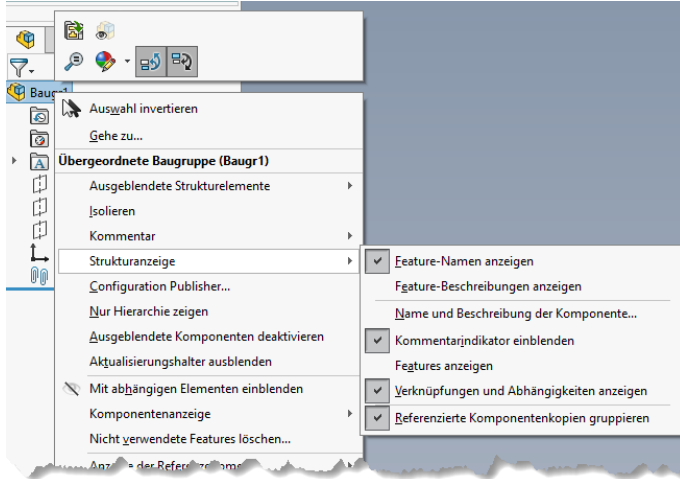 Baugr1
Auswahl invertieren
Gehe zu...
Übergeordnete Baugruppe (Baugr1)
Ausgeblendete Strukturelemente
Isolieren
Kommentar
Strukturanzeige
Configuration Publisher...
Nur Hierarchie zeigen
Ausgeblendete Komponenten deaktivieren
Aktualisierungshalter ausblenden
Mit abhängigen Elementen einblenden
Komponentenanzeige
Nicht verwendete Features löschen...
Feature-Namen anzeigen
Feature-Beschreibungen anzeigen
Name und Beschreibung der Komponente...
Kommentarindikator einblenden
Features anzeigen
Verknüpfungen und Abhängigkeiten anzeigen
Referenzierte Komponentenkopien gruppieren